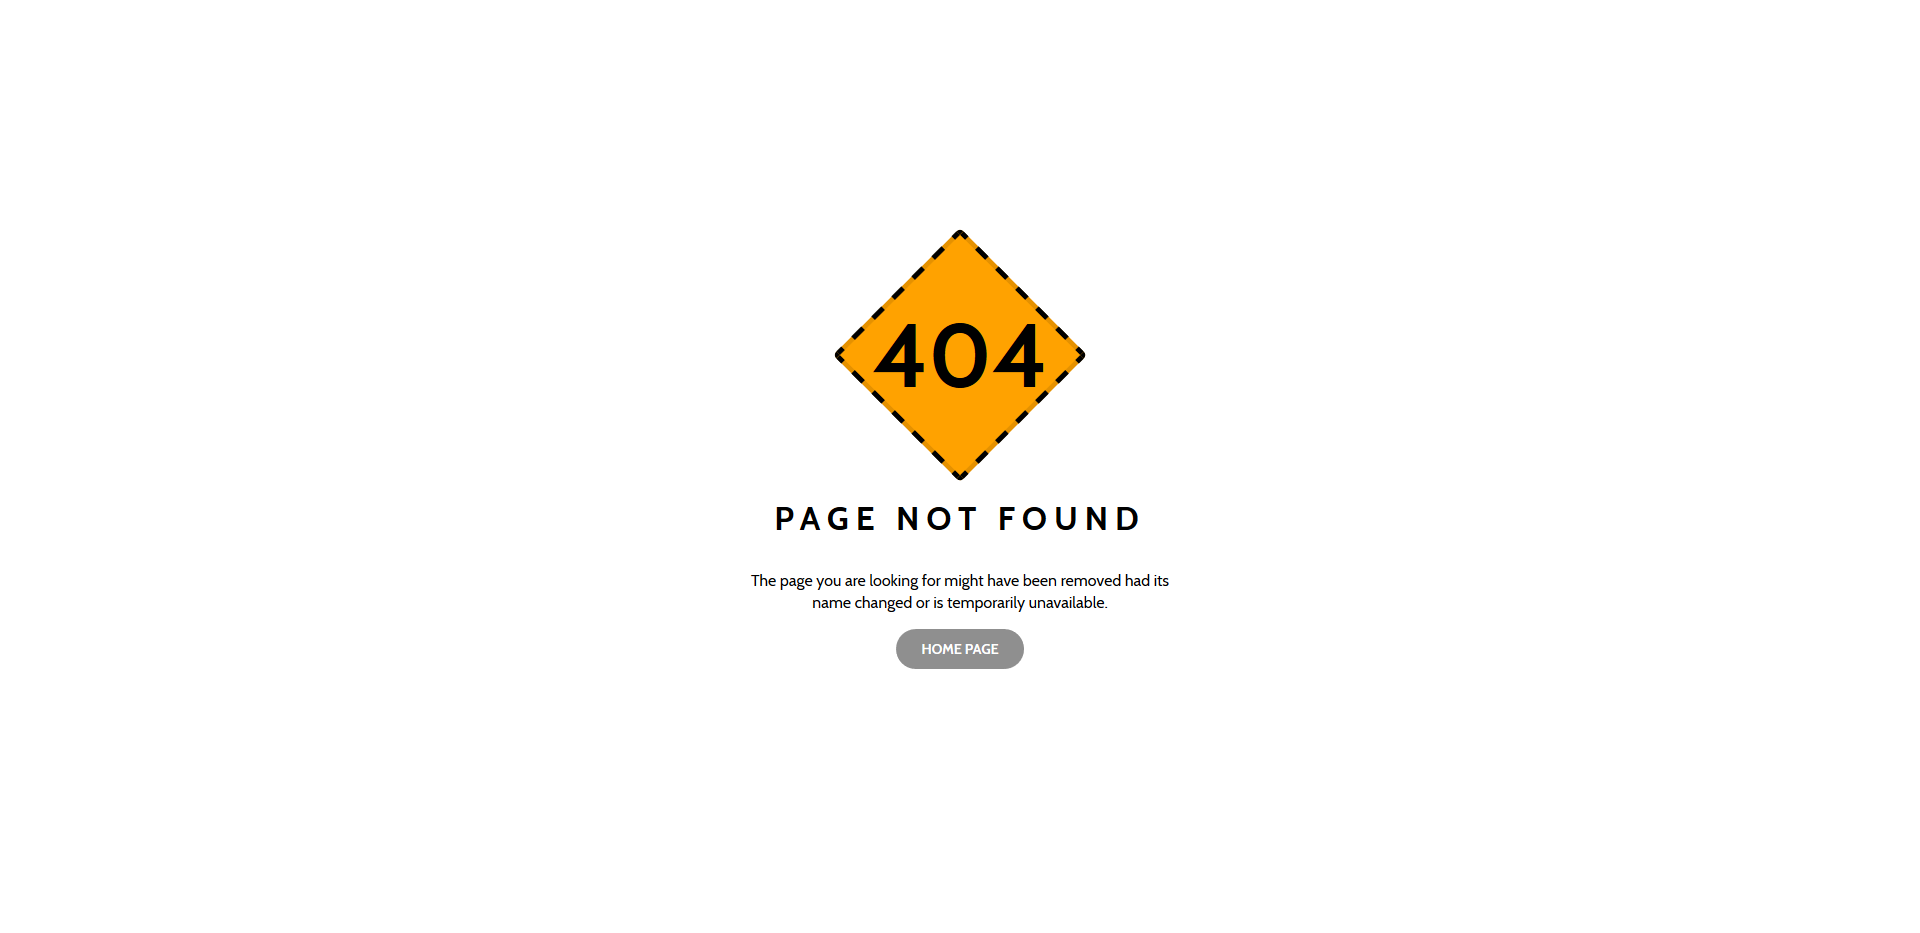 404
PAGE NOT FOUND
The page you are looking for might have been removed had its
name changed or is temporarily unavailable.
HOME PAGE